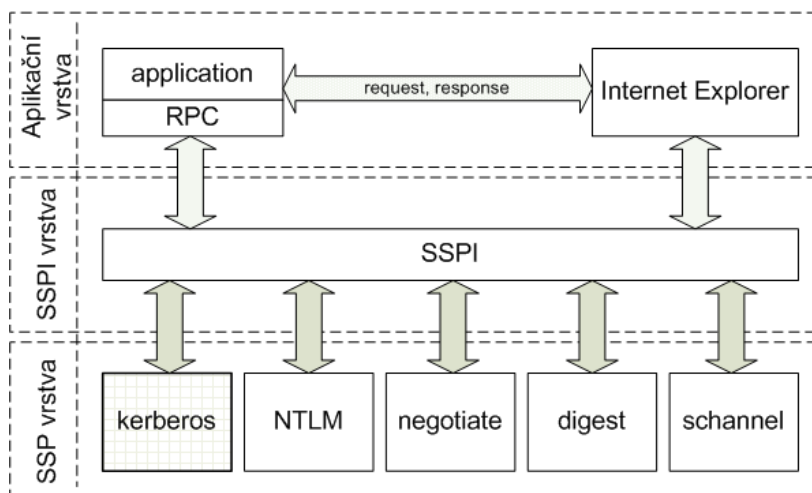 Aplikační
vrstva
application
RPC
request, response
Internet Explorer
SSPI vrstva
SSPI
SSP vrstva
kerberos
NTLM
negotiate
digest
schannel